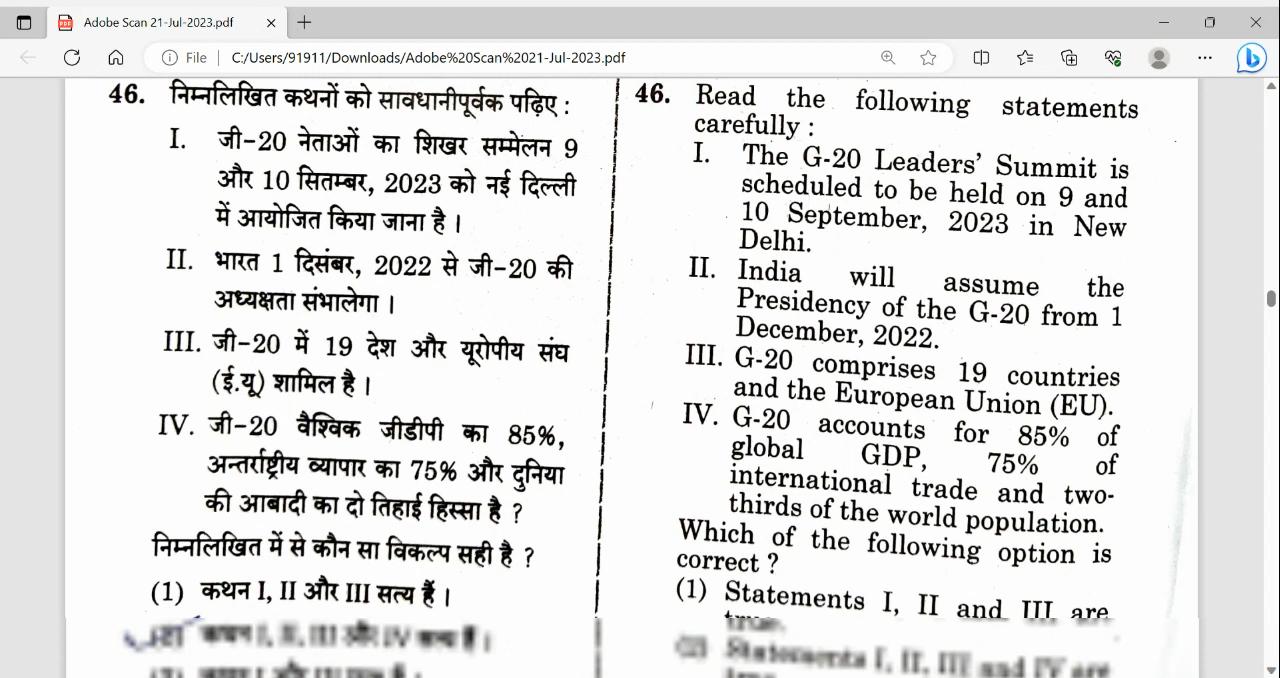 Adobe Scan 21-Jul-2023.pdf
File
C:/Users/91911/Downloads/Adobe%20Scan%2021-Jul-2023.pdf
46. निम्नलिखित कथनों को सावधानीपूर्वक पढ़िए :
I. जी-20 नेताओं का शिखर सम्मेलन 9
और 10 सितम्बर, 2023 को नई दिल्ली
में आयोजित किया जाना है ।
II. भारत 1 दिसंबर, 2022 से जी-20 की
अध्यक्षता संभालेगा ।
III. जी-20 में 19 देश और यूरोपीय संघ
(ई.यू) शामिल है ।
IV. जी-20 वैश्विक जीडीपी का 85%,
अन्तर्राष्ट्रीय व्यापार का 75% और दुनिया
की आबादी का दो तिहाई हिस्सा है ?
निम्नलिखित में से कौन सा विकल्प सही है ?
(1) कथन I, II और III सत्य हैं ।
46. Read the following statements
carefully :
I. The G-20 Leaders' Summit is
scheduled to be held on 9 and
10 September, 2023 in New
Delhi.
II. India will assume the
Presidency of the G-20 from 1
December, 2022.
III. G-20 comprises 19 countries
and the European Union (EU).
IV. G-20 accounts for 85% of
global GDP, 75% of
international trade and two-
thirds of the world population.
Which of the following option is
correct ?
(1) Statements I, II and III are